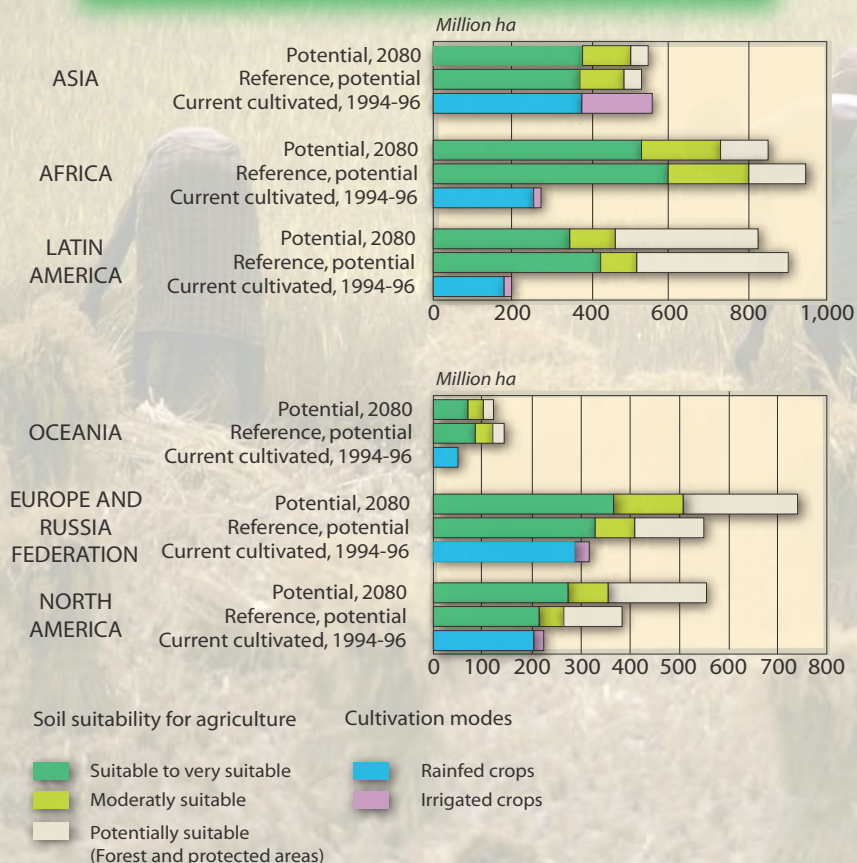 Million ha
ASIA
Potential, 2080
Reference, potential
Current cultivated, 1994-96
AFRICA
Potential, 2080
Reference, potential
Current cultivated, 1994-96
LATIN
AMERICA
Potential, 2080
Reference, potential
Current cultivated, 1994-96
0 200 400 600 800 1,000
Million ha
OCEANIA
Potential, 2080
Reference, potential
Current cultivated, 1994-96
EUROPE AND
RUSSIA
FEDERATION
Potential, 2080
Reference, potential
Current cultivated, 1994-96
NORTH
AMERICA
Potential, 2080
Reference, potential
Current cultivated, 1994-96
0 100 200 300 400 500 600 700 800
Soil suitability for agriculture
Suitable to very suitable
Moderatly suitable
Potentially suitable
(Forest and protected areas)
Cultivation modes
Rainfed crops
Irrigated crops